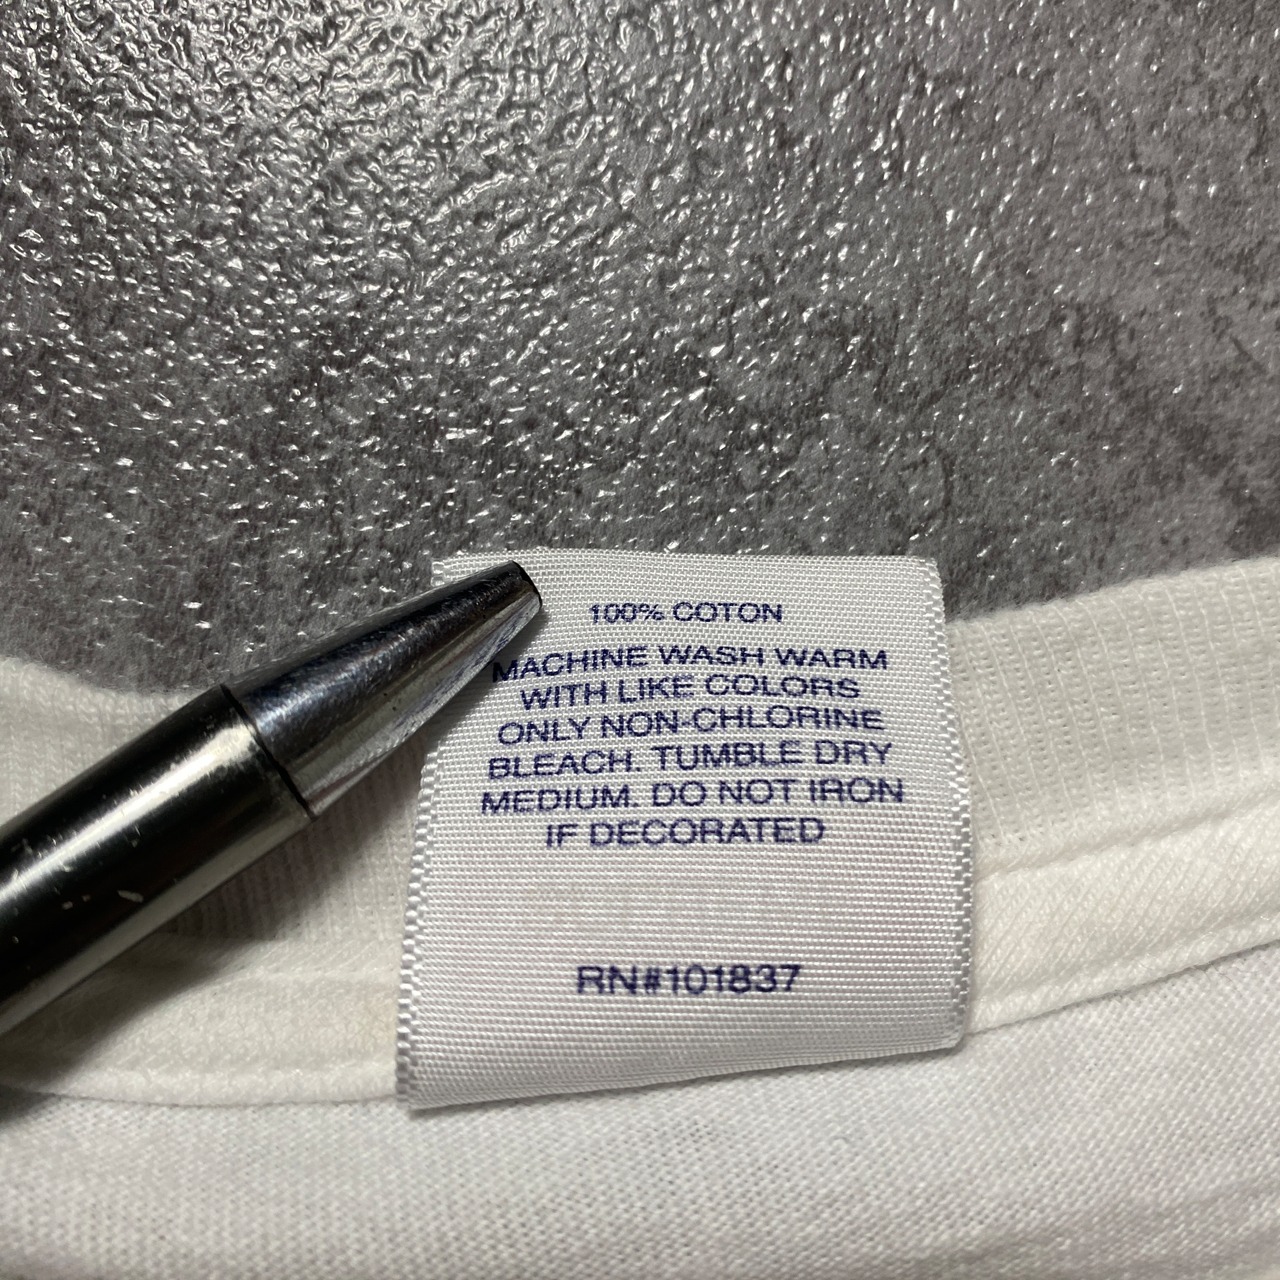 100% COTON
MACHINE WASH WARM
WITH LIKE COLORS
ONLY NON-CHLORINE
BLEACH. TUMBLE DRY
MEDIUM. DO NOT IRON
IF DECORATED
RN#101837